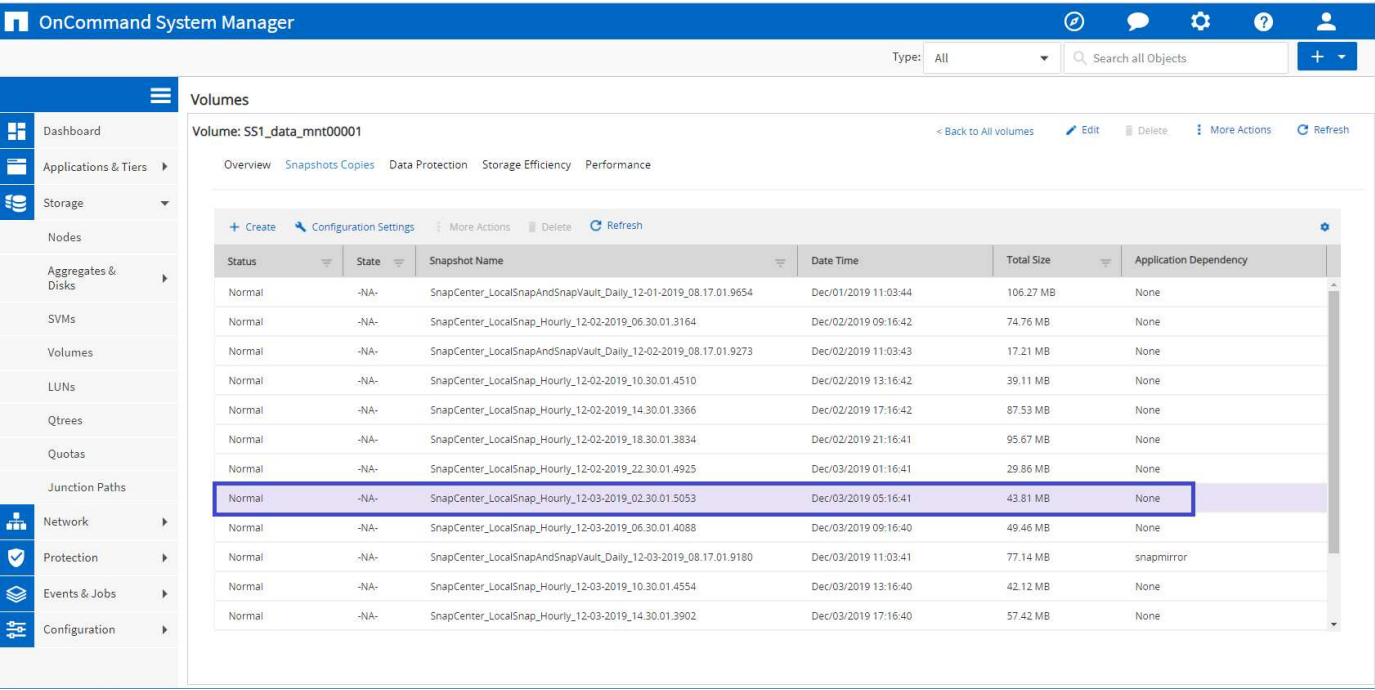 OnCommand System Manager
Type: All Search all Objects
Volumes
Dashboard
Applications & Tiers
Storage
Nodes
Aggregates &
Disks
SVMs
Volumes
LUNs
Qtrees
Quotas
Junction Paths
Network
Protection
Events & Jobs
Configuration
Volume: SS1_data_mnt00001
< Back to All volumes Edit Delete More Actions Refresh
Overview Snapshots Copies Data Protection Storage Efficiency Performance
+ Create Configuration Settings More Actions Delete Refresh
Status State Snapshot Name Date Time Total Size Application Dependency
Normal -NA- SnapCenter_LocalSnapAndSnapVault_Daily_12-01-2019_08.17.01.9654 Dec/01/2019 11:03:44 106.27 MB None
Normal -NA- SnapCenter_LocalSnap_Hourly_12-02-2019_06.30.01.3164 Dec/02/2019 09:16:42 74.76 MB None
Normal -NA- SnapCenter_LocalSnapAndSnapVault_Daily_12-02-2019_08.17.01.9273 Dec/02/2019 11:03:43 17.21 MB None
Normal -NA- SnapCenter_LocalSnap_Hourly_12-02-2019_10.30.01.4510 Dec/02/2019 13:16:42 39.11 MB None
Normal -NA- SnapCenter_LocalSnap_Hourly_12-02-2019_14.30.01.3366 Dec/02/2019 17:16:42 87.53 MB None
Normal -NA- SnapCenter_LocalSnap_Hourly_12-02-2019_18.30.01.3834 Dec/02/2019 21:16:41 95.67 MB None
Normal -NA- SnapCenter_LocalSnap_Hourly_12-02-2019_22.30.01.4925 Dec/03/2019 01:16:41 29.86 MB None
Normal -NA- SnapCenter_LocalSnap_Hourly_12-03-2019_02.30.01.5053 Dec/03/2019 05:16:41 43.81 MB None
Normal -NA- SnapCenter_LocalSnap_Hourly_12-03-2019_06.30.01.4088 Dec/03/2019 09:16:40 49.46 MB None
Normal -NA- SnapCenter_LocalSnapAndSnapVault_Daily_12-03-2019_08.17.01.9180 Dec/03/2019 11:03:41 77.14 MB snapmirror
Normal -NA- SnapCenter_LocalSnap_Hourly_12-03-2019_10.30.01.4554 Dec/03/2019 13:16:40 42.12 MB None
Normal -NA- SnapCenter_LocalSnap_Hourly_12-03-2019_14.30.01.3902 Dec/03/2019 17:16:40 57.42 MB None